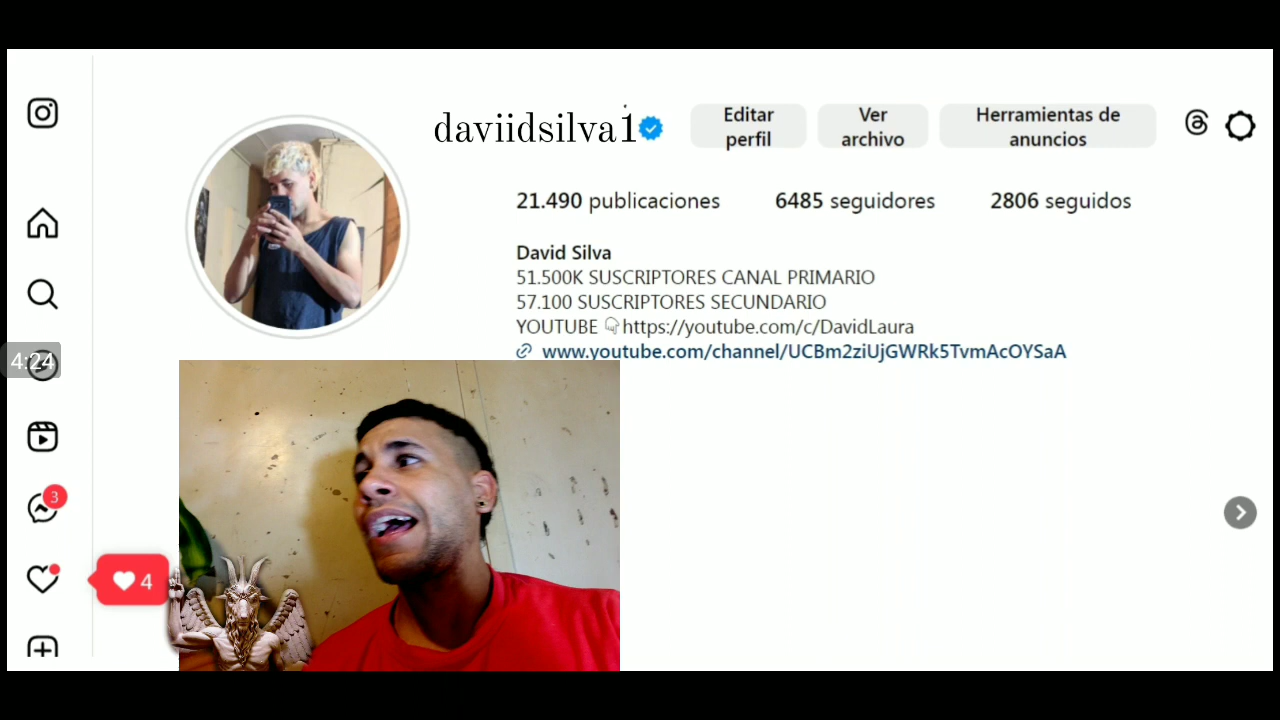 daviidsilva1
Editar perfil
Ver archivo
Herramientas de anuncios
21.490 publicaciones 6485 seguidores 2806 seguidos
David Silva
51.500K SUSCRIPTORES CANAL PRIMARIO
57.100 SUSCRIPTORES SECUNDARIO
YOUTUBE 👇https://youtube.com/c/DavidLaura
www.youtube.com/channel/UCBm2ziUjGWRk5TvmAcOYSaA
4:24
3
4